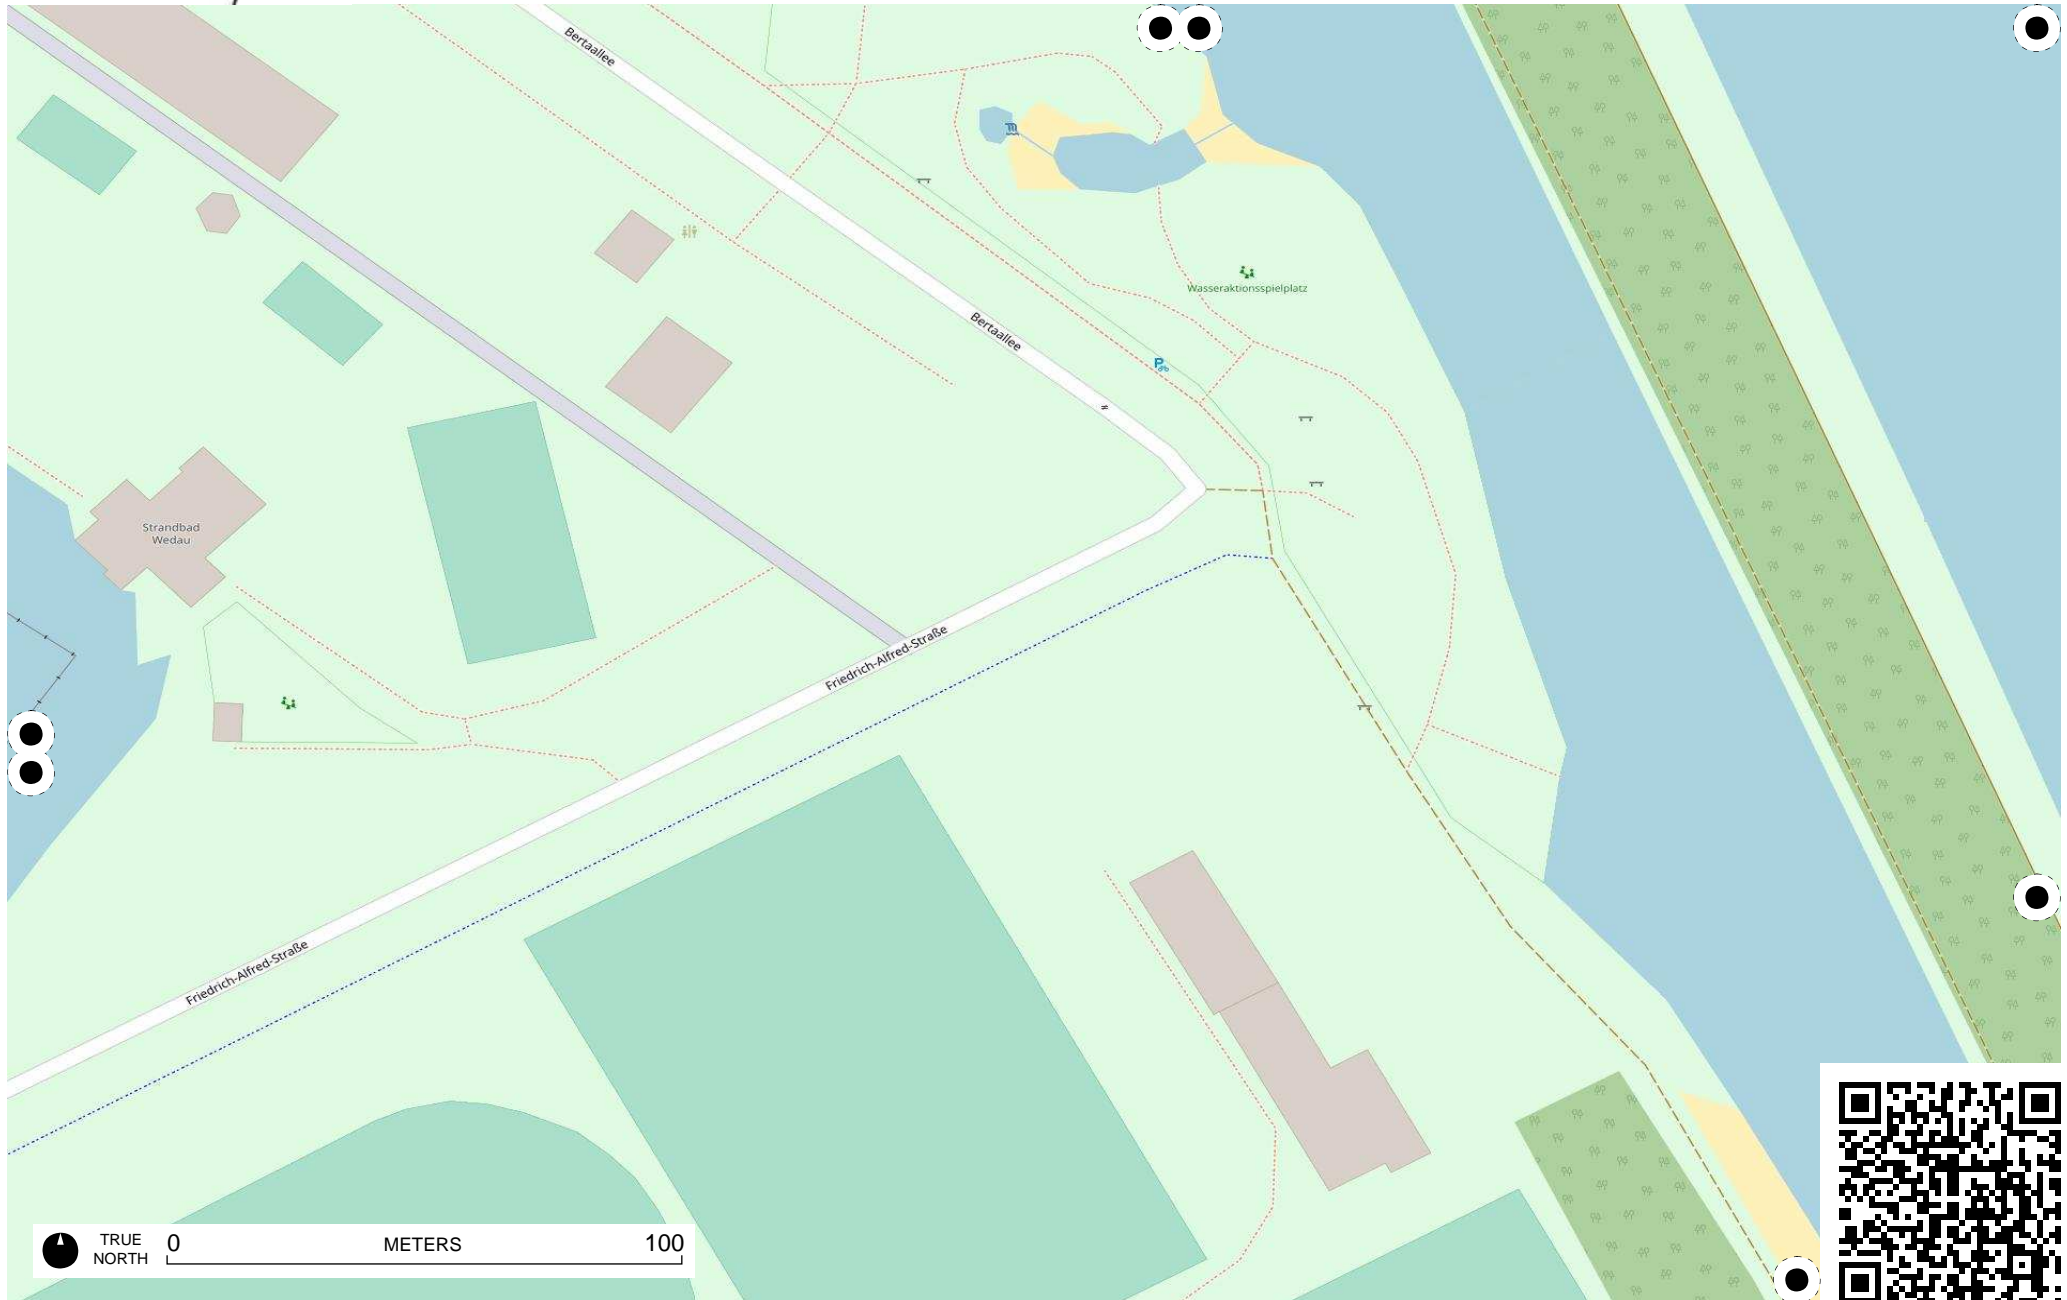 Bertaallee
Wasseraktionsspielplatz
Bertaallee
P
Strandbad
Wedau
Friedrich-Alfred-Straße
Friedrich-Alfred-Straße
TRUE
NORTH
0
METERS
100